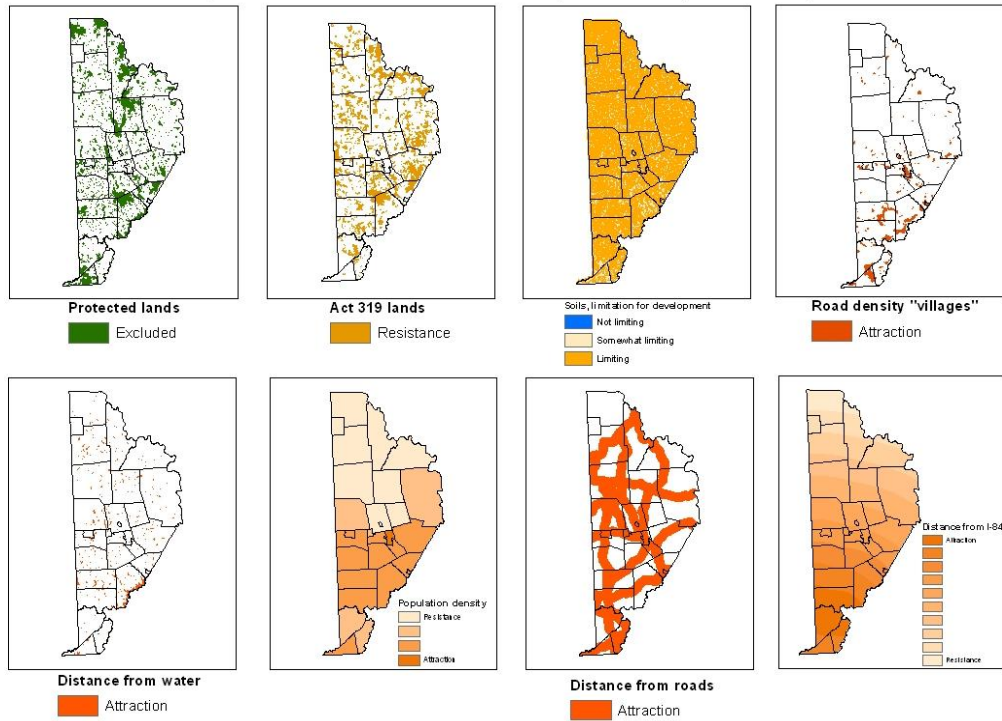 Protected lands
Excluded
Act 319 lands
Resistance
Soils, limitation for development
Not limiting
Somewhat limiting
Limiting
Road density "villages"
Attraction
Distance from water
Attraction
Population density
Resistance
Attraction
Distance from roads
Attraction
Distance from I-84
Attraction
Resistance